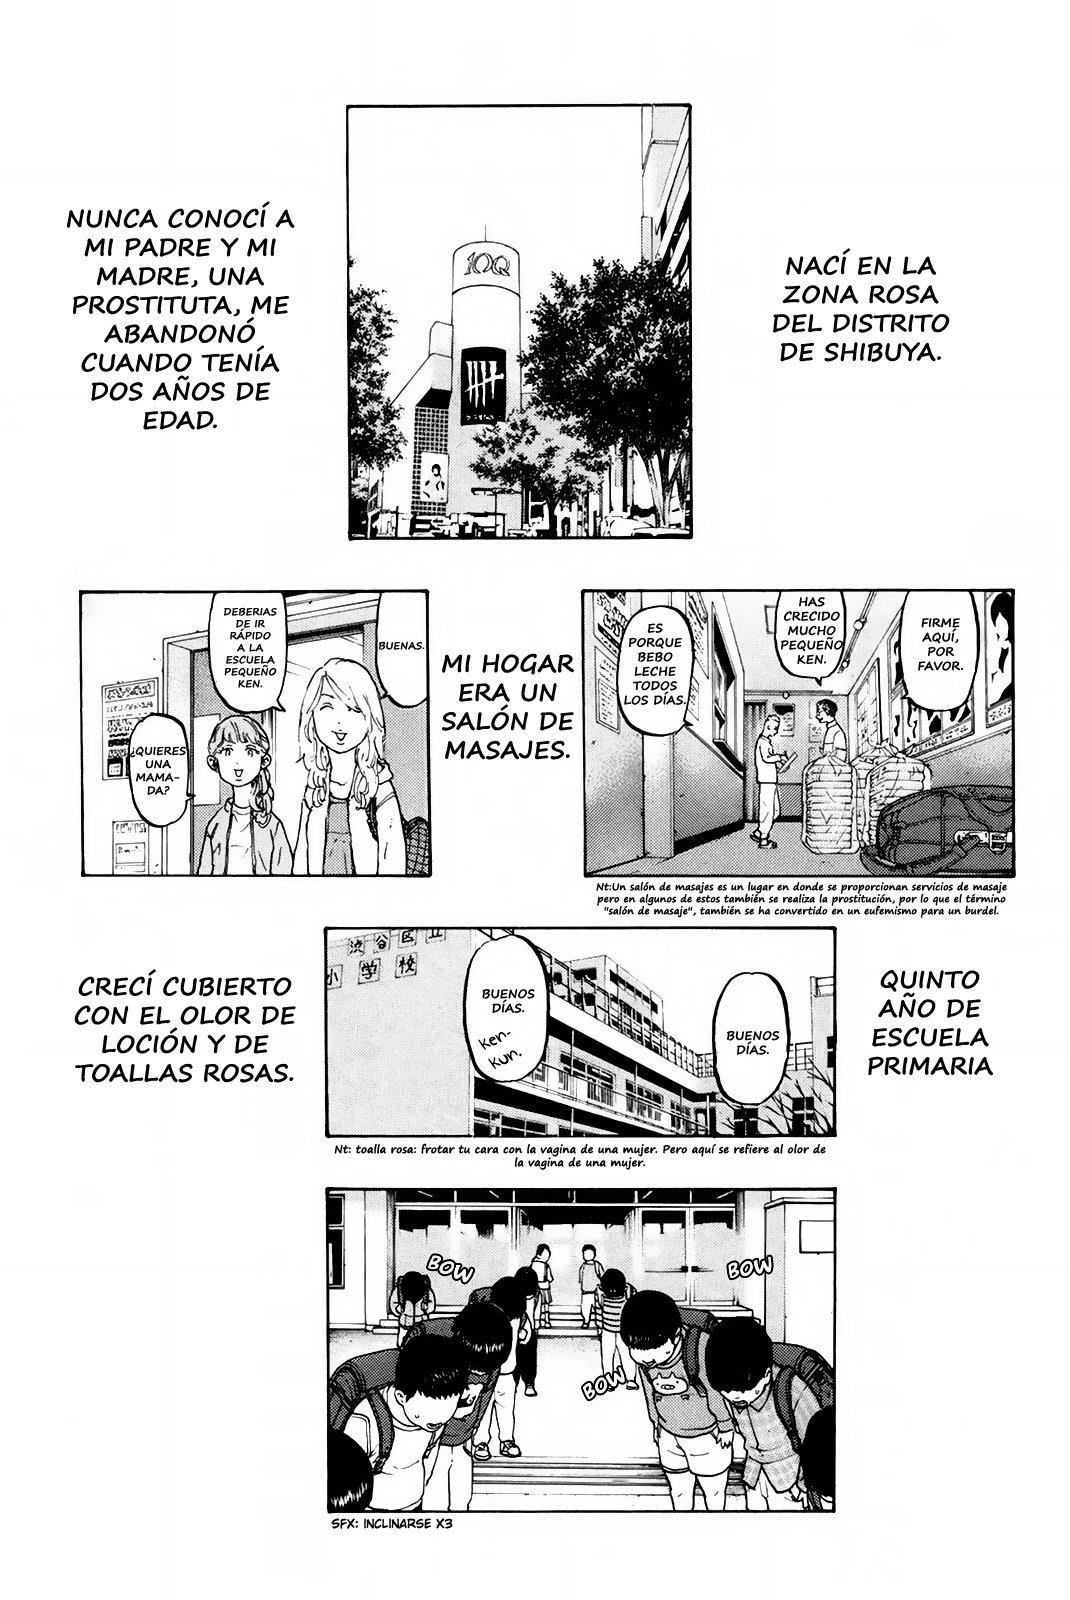 NACÍ EN LA
ZONA ROSA
DEL DISTRITO
DE SHIBUYA.
10Q
NUNCA CONOCÍ A
MI PADRE Y MI
MADRE, UNA
PROSTITUTA, ME
ABANDONÓ
CUANDO TENÍA
DOS AÑOS DE
EDAD.
FIRME
AQUÍ,
POR
FAVOR.
HAS
CRECIDO
MUCHO
PEQUEÑO
KEN.
ES
PORQUE
BEBO
LECHE
TODOS
LOS DÍAS.
Nt:Un salón de masajes es un lugar en donde se proporcionan servicios de masaje
pero en algunos de estos también se realiza la prostitución, por lo que el término
"salón de masaje", también se ha convertido en un eufemismo para un burdel.
MI HOGAR
ERA UN
SALÓN DE
MASAJES.
BUENAS.
DEBERIAS
DE IR
RÁPIDO
A LA
ESCUELA
PEQUEÑO
KEN.
¿QUIERES
UNA
MAMA-
DA?
QUINTO
AÑO DE
ESCUELA
PRIMARIA
渋谷区立
小学校
BUENOS
DÍAS.
BUENOS
DÍAS.
Ken-
Kun.
CRECÍ CUBIERTO
CON EL OLOR DE
LOCIÓN Y DE
TOALLAS ROSAS.
Nt: toalla rosa: frotar tu cara con la vagina de una mujer. Pero aquí se refiere al olor de
la vagina de una mujer.
BOW
BOW
BOW
SFX: INCLINARSE X3